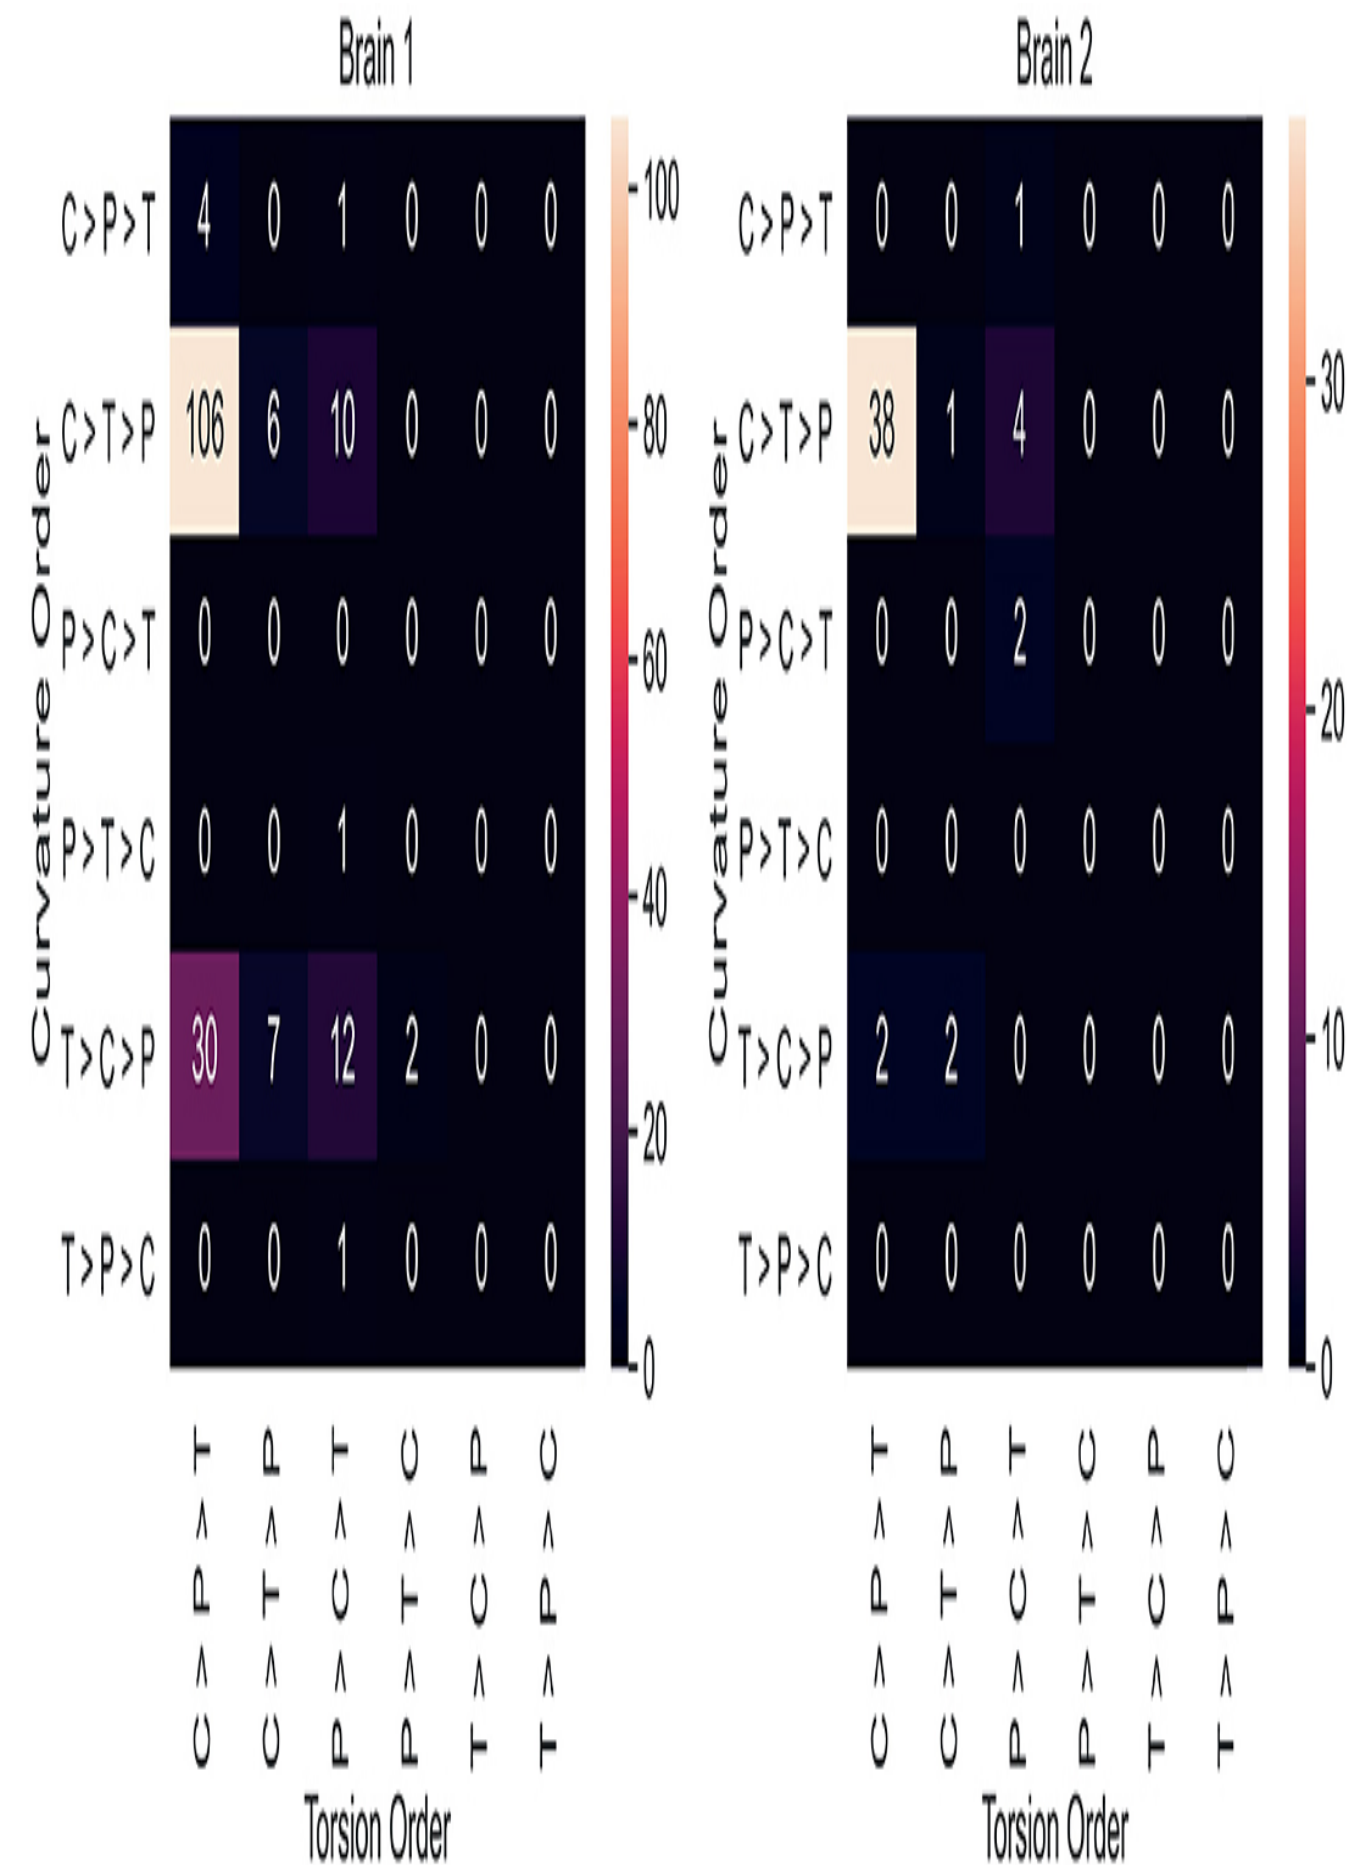 Brain 1
C>P>T 4 0 1 0 0 0
C>T>P 106 6 10 0 0 0
P>C>T 0 0 0 0 0 0
P>T>C 0 0 1 0 0 0
T>C>P 30 7 12 2 0 0
T>P>C 0 0 1 0 0 0
Curvature Order
C > P > T
C > T > P
P > C > T
P > T > C
T > C > P
T > P > C
Torsion Order
100
80
60
40
20
0
Brain 2
C>P>T 0 0 1 0 0 0
C>T>P 38 1 4 0 0 0
P>C>T 0 0 2 0 0 0
P>T>C 0 0 0 0 0 0
T>C>P 2 2 0 0 0 0
T>P>C 0 0 0 0 0 0
Curvature Order
C > P > T
C > T > P
P > C > T
P > T > C
T > C > P
T > P > C
Torsion Order
30
20
10
0